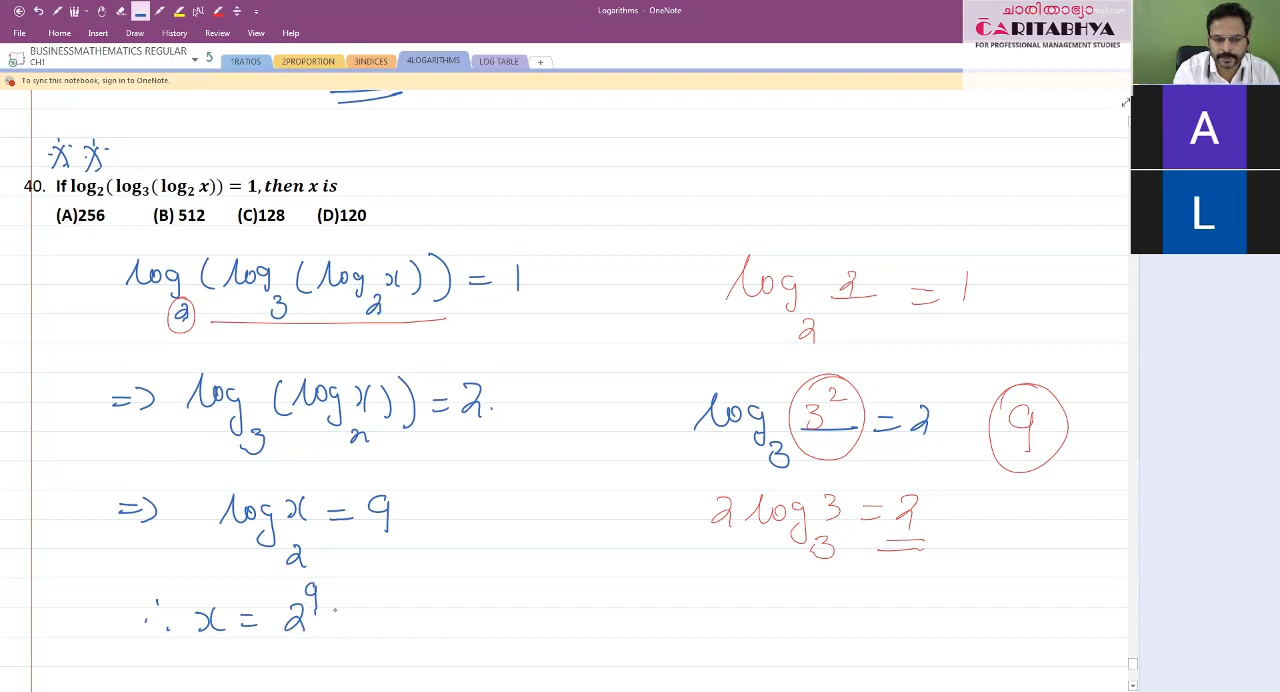 Logarithms - OneNote
ചാരിതാഭ്യാ
mail.com
CARITABHYA
FOR PROFESSIONAL MANAGEMENT STUDIES
File Home Insert Draw History Review View Help
BUSINESSMATHEMATICS REGULAR
CH1
1RATIOS 2PROPORTION 3INDICES 4LOGARITHMS LOG TABLE +
To sync this notebook, sign in to OneNote.
40. If log₂(log₃(log₂ x)) = 1, then x is
(A)256 (B) 512 (C)128 (D)120
log₂ (log₃ (log₂ x)) = 1
log₂ 2 = 1
=> log₃ (log₂ x)) = 2.
log₃ 3² = 2 9
=> log₂ x = 9
2 log₃ 3 = 2
∴ x = 2⁹
A
L